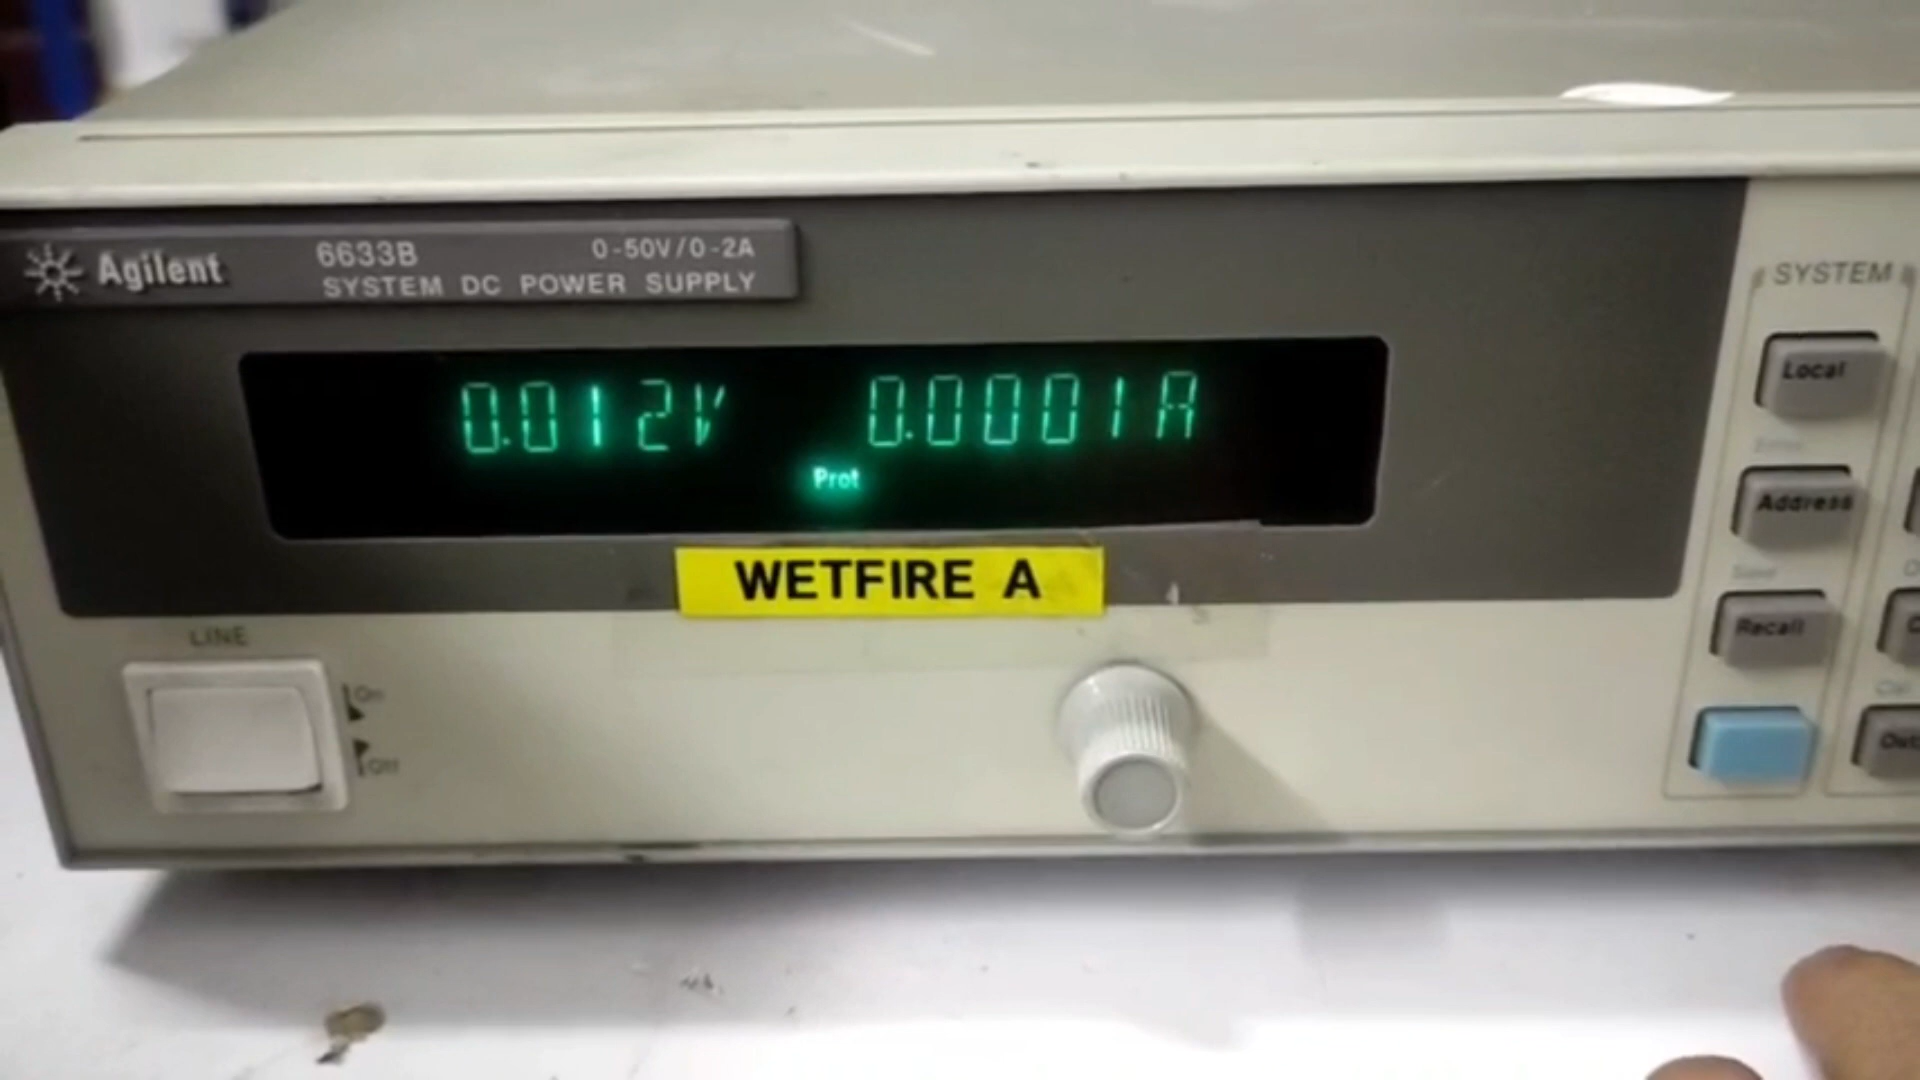 Agilent
6633B
0-50V/0-2A
SYSTEM DC POWER SUPPLY
0.012V 0.0001A
Prot
WETFIRE A
LINE
On
Off
SYSTEM
Local
Address
Recall